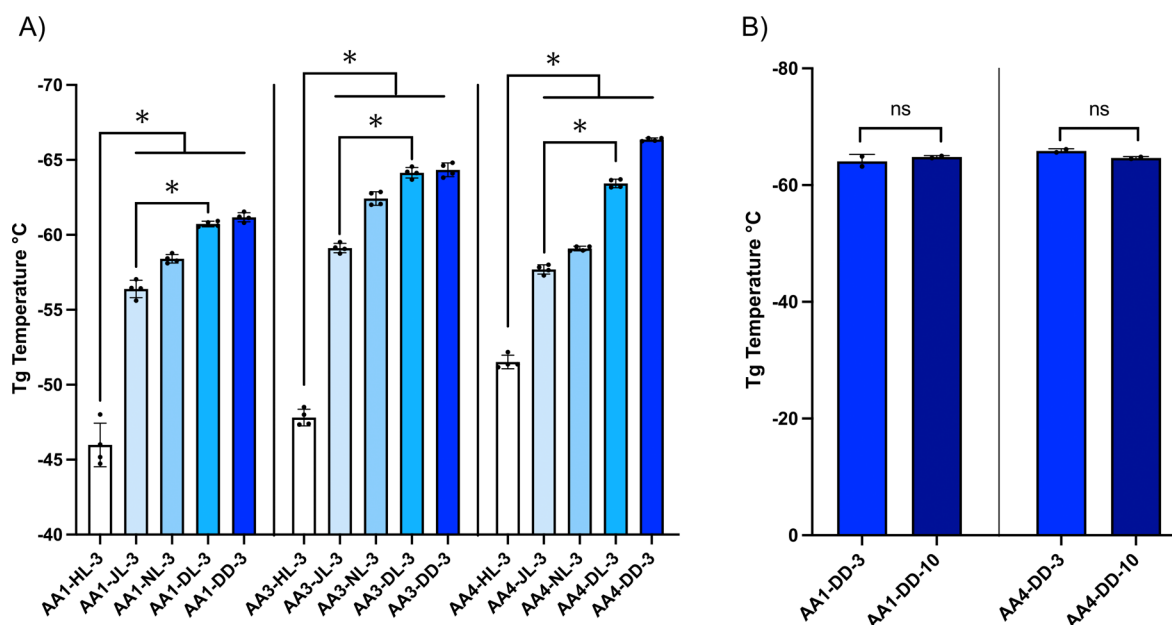 A)
Tg Temperature °C
-70
-65
-60
-55
-50
-45
-40
*
*
*
*
*
*
AA1-HL-3
AA1-JL-3
AA1-NL-3
AA1-DL-3
AA1-DD-3
AA3-HL-3
AA3-JL-3
AA3-NL-3
AA3-DL-3
AA3-DD-3
AA4-HL-3
AA4-JL-3
AA4-NL-3
AA4-DL-3
AA4-DD-3
B)
Tg Temperature °C
-80
-60
-40
-20
0
ns
ns
AA1-DD-3
AA1-DD-10
AA4-DD-3
AA4-DD-10